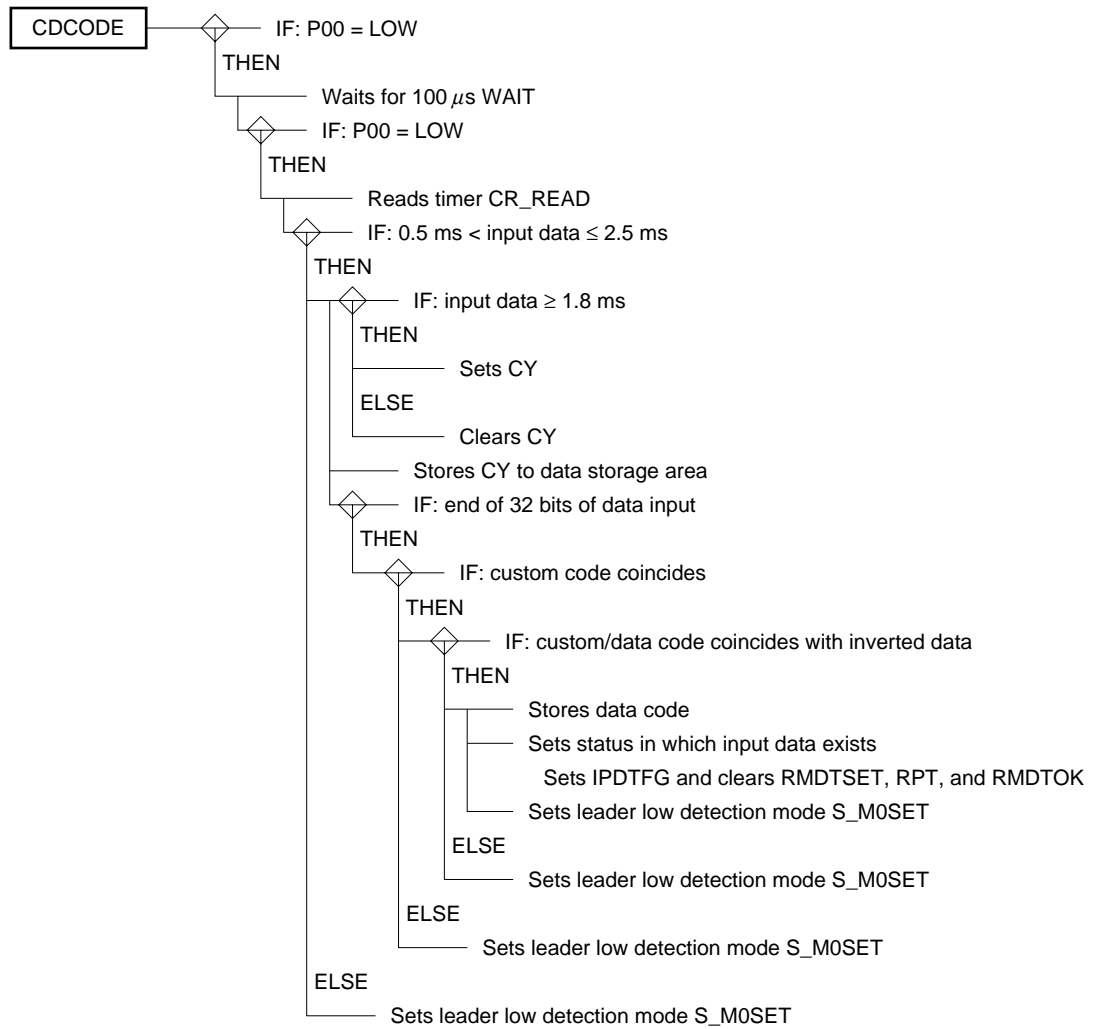 CDCODE
IF: P00 = LOW
THEN
Waits for 100 μs WAIT
IF: P00 = LOW
THEN
Reads timer CR_READ
IF: 0.5 ms < input data ≤ 2.5 ms
THEN
IF: input data ≥ 1.8 ms
THEN
Sets CY
ELSE
Clears CY
Stores CY to data storage area
IF: end of 32 bits of data input
THEN
IF: custom code coincides
THEN
IF: custom/data code coincides with inverted data
THEN
Stores data code
Sets status in which input data exists
Sets IPDTFG and clears RMDTSET, RPT, and RMDTOK
Sets leader low detection mode S_M0SET
ELSE
Sets leader low detection mode S_M0SET
ELSE
Sets leader low detection mode S_M0SET
ELSE
Sets leader low detection mode S_M0SET